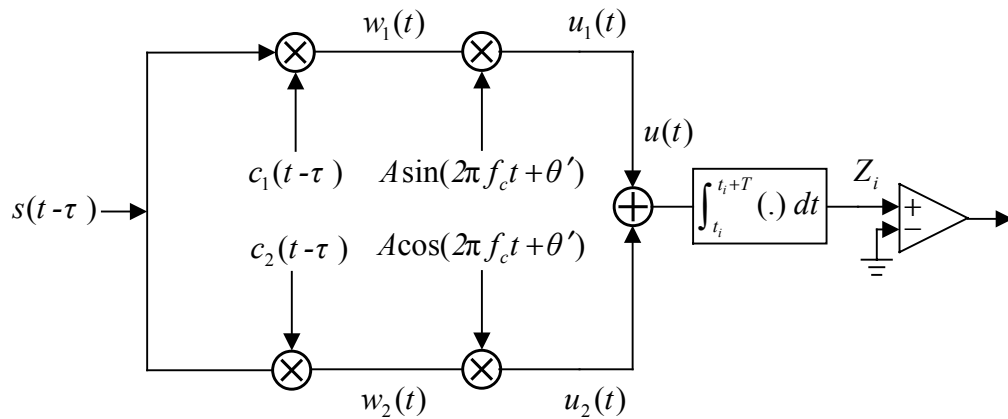 w₁(t)
u₁(t)
u(t)
c₁(t-τ)
A sin(2π f_c t+θ′)
s(t-τ)
∫_{t_i}^{t_i+T} (.) dt
Z_i
+
−
c₂(t-τ)
A cos(2π f_c t+θ′)
w₂(t)
u₂(t)